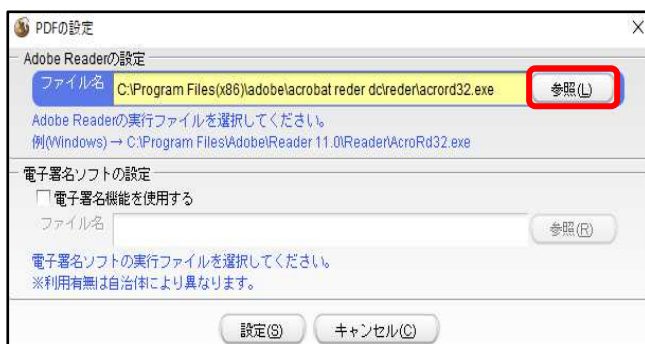 PDFの設定
Adobe Readerの設定
ファイル名 C:\Program Files(x86)\adobe\acrobat reder dc\reder\acrord32.exe 参照(L)
Adobe Readerの実行ファイルを選択してください。
例(Windows) → C:\Program Files\Adobe\Reader 11.0\Reader\AcroRd32.exe
電子署名ソフトの設定
電子署名機能を使用する
ファイル名 参照(R)
電子署名ソフトの実行ファイルを選択してください。
※利用有無は自治体により異なります。
設定(S) キャンセル(C)